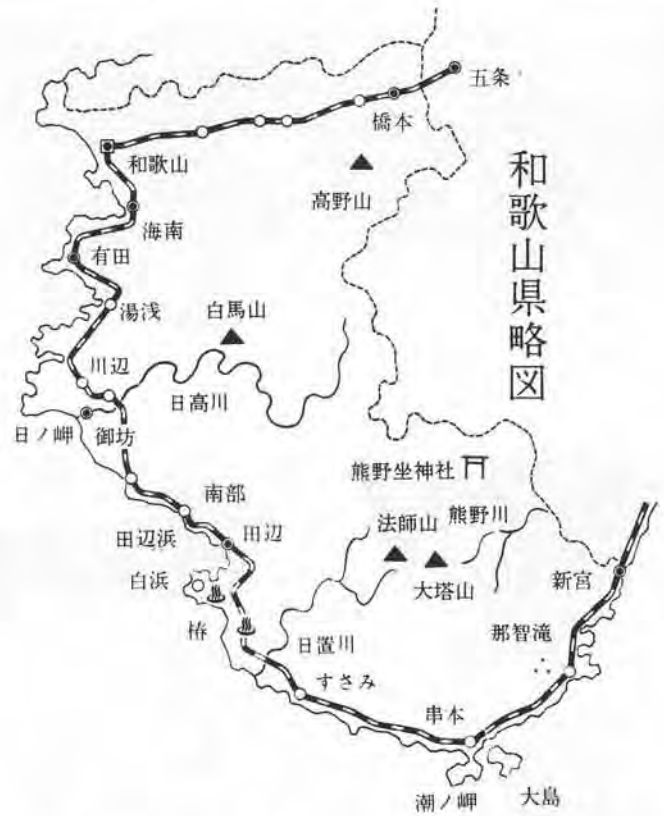 和歌山県略図
五条
橋本
和歌山
高野山
海南
有田
湯浅
白馬山
川辺
日高川
日ノ岬
御坊
熊野坐神社
南部
法師山
熊野川
田辺浜
田辺
大塔山
白浜
新宮
椿
日置川
那智滝
すさみ
串本
潮ノ岬
大島